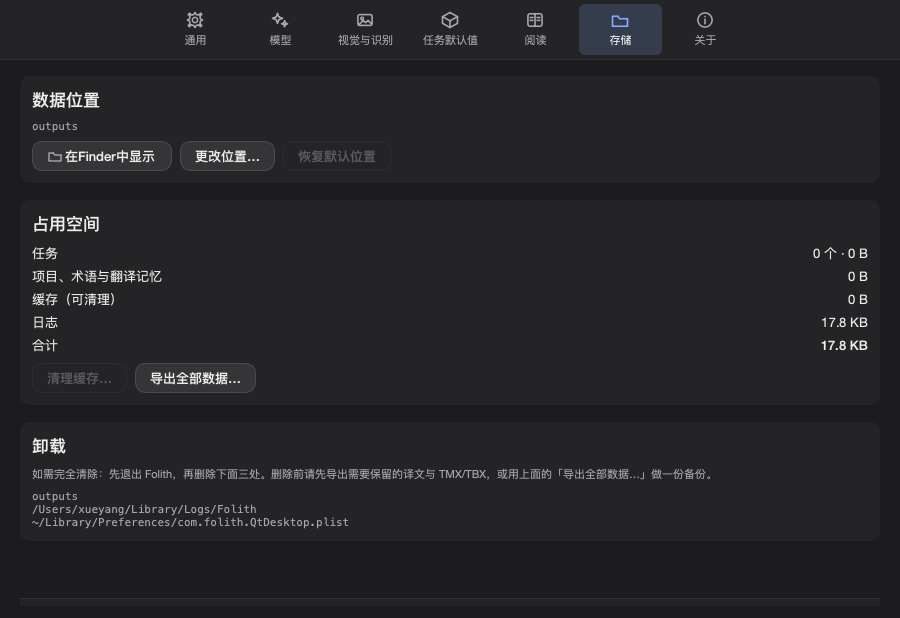 通用
模型
视觉与识别
任务默认值
阅读
存储
关于
数据位置
outputs
在Finder中显示
更改位置...
恢复默认位置
占用空间
任务
0 个 · 0 B
项目、术语与翻译记忆
0 B
缓存（可清理）
0 B
日志
17.8 KB
合计
17.8 KB
清理缓存...
导出全部数据...
卸载
如需完全清除：先退出 Folith，再删除下面三处。删除前请先导出需要保留的译文与 TMX/TBX，或用上面的「导出全部数据…」做一份备份。
outputs
/Users/xueyang/Library/Logs/Folith
~/Library/Preferences/com.folith.QtDesktop.plist